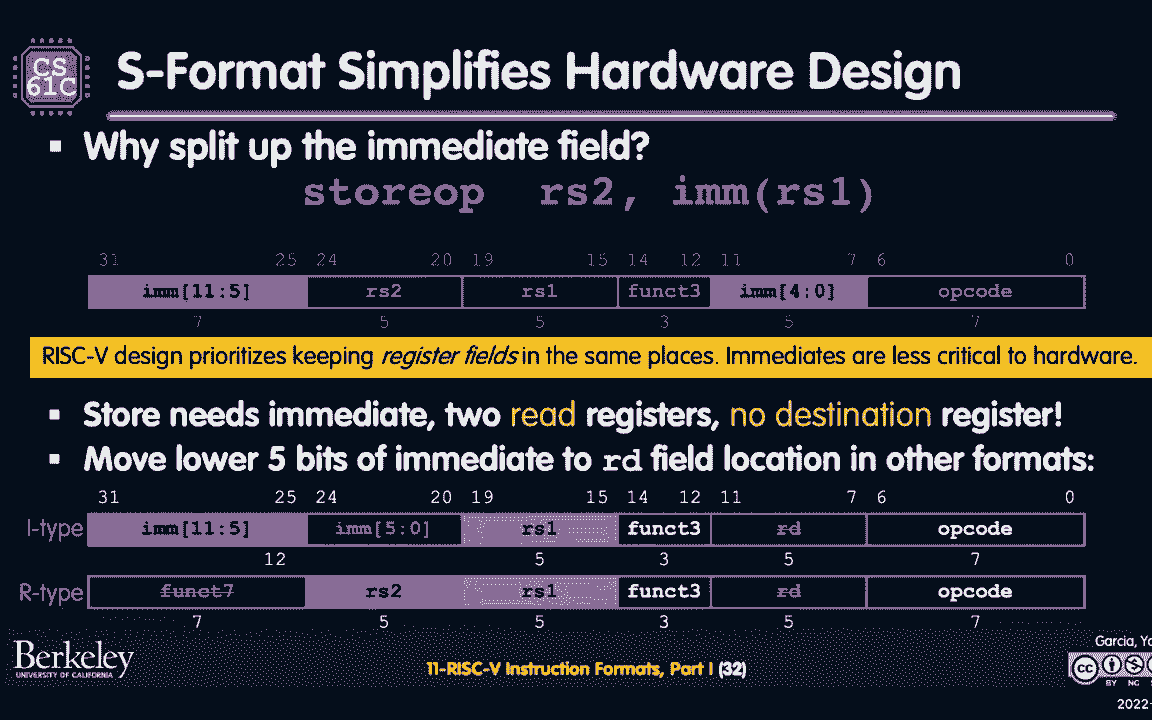 CS
61C
S-Format Simplifies Hardware Design
▪ Why split up the immediate field?
storeop rs2, imm(rs1)
31 25 24 20 19 15 14 12 11 7 6 0
imm[11:5] rs2 rs1 funct3 imm[4:0] opcode
7 5 5 3 5 7
RISC-V design prioritizes keeping register fields in the same places. Immediates are less critical to hardware.
▪ Store needs immediate, two read registers, no destination register!
▪ Move lower 5 bits of immediate to rd field location in other formats:
31 25 24 20 19 15 14 12 11 7 6 0
I-type imm[11:5] imm[5:0] rs1 funct3 rd opcode
12 5 3 5 7
R-type funct7 rs2 rs1 funct3 rd opcode
7 5 5 3 5 7
Berkeley
UNIVERSITY OF CALIFORNIA
11-RISC-V Instruction Formats, Part I (32)
Garcia,
cc
BY NC
2022-